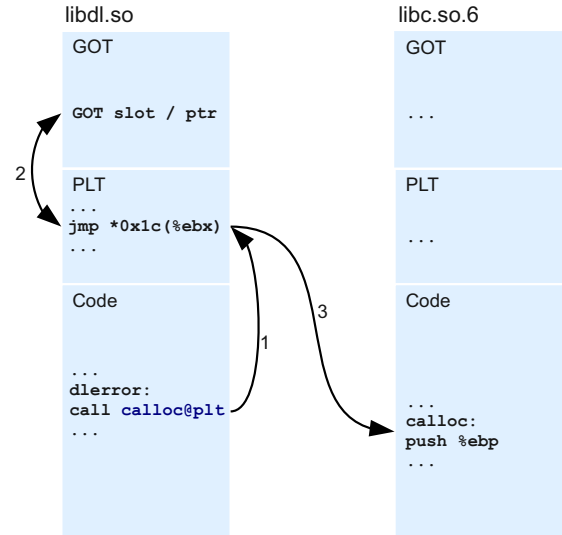 libdl.so
GOT
GOT slot / ptr
PLT
...
jmp *0x1c(%ebx)
...
Code
...
dlerror:
call calloc@plt
...
2
1
3
libc.so.6
GOT
...
PLT
...
Code
...
calloc:
push %ebp
...